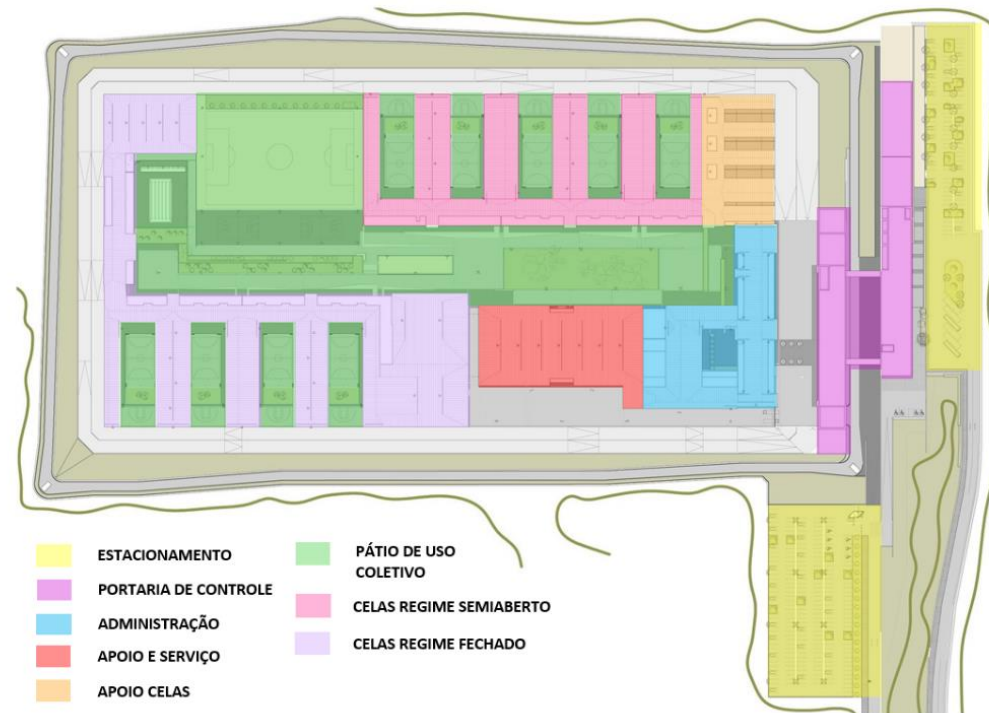 ESTACIONAMENTO
PORTARIA DE CONTROLE
ADMINISTRAÇÃO
APOIO E SERVIÇO
APOIO CELAS
PÁTIO DE USO
COLETIVO
CELAS REGIME SEMIABERTO
CELAS REGIME FECHADO